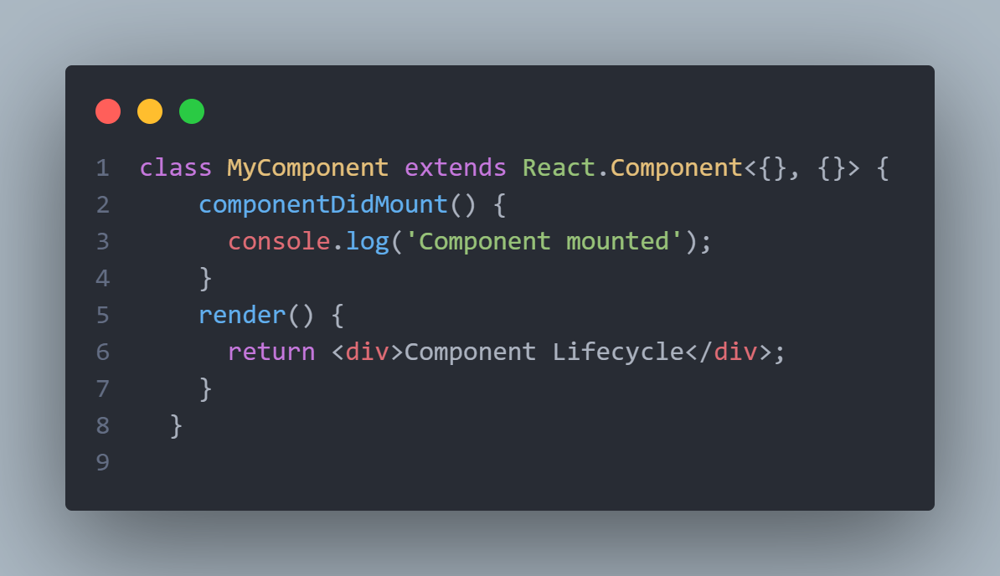 1 class MyComponent extends React.Component<{}, {}> {
2     componentDidMount() {
3       console.log('Component mounted');
4     }
5     render() {
6       return <div>Component Lifecycle</div>;
7     }
8   }
9